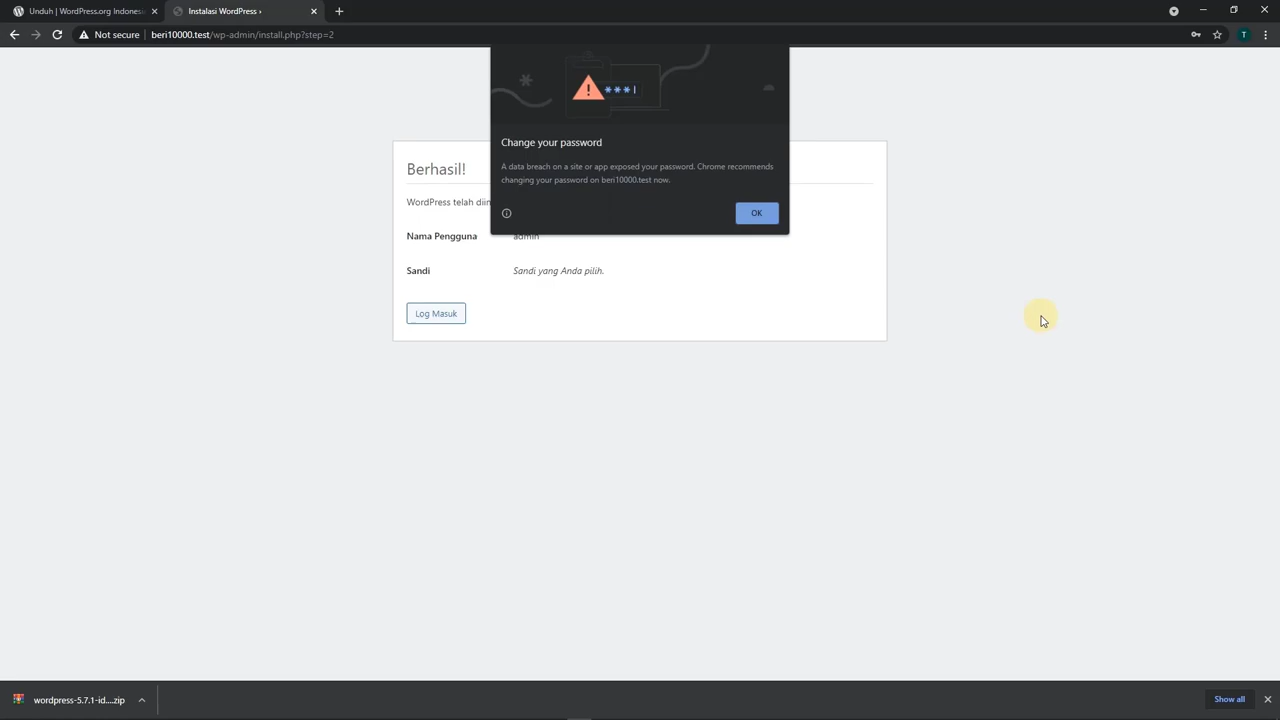 Unduh | WordPress.org Indonesi
Instalasi WordPress ›
Not secure
beri10000.test/wp-admin/install.php?step=2
T
***|
Change your password
A data breach on a site or app exposed your password. Chrome recommends
changing your password on beri10000.test now.
OK
Berhasil!
WordPress telah diin
Nama Pengguna admin
Sandi Sandi yang Anda pilih.
Log Masuk
wordpress-5.7.1-id....zip
Show all